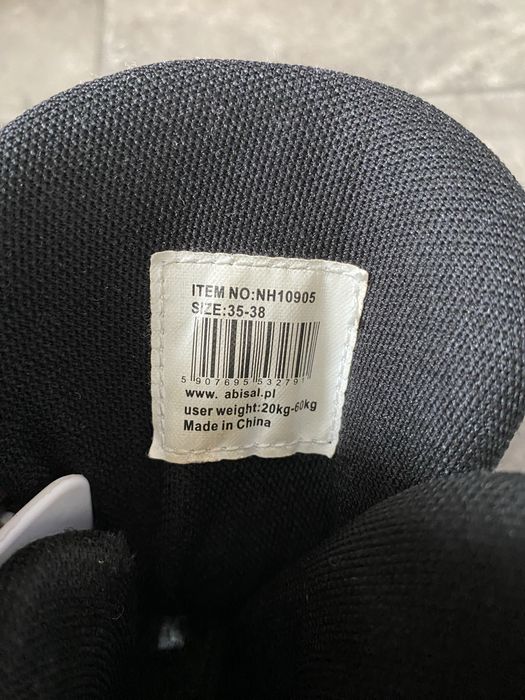 ITEM NO:NH10905
SIZE:35-38
5 907695 532791
www. abisal.pl
user weight:20kg-60kg
Made in China